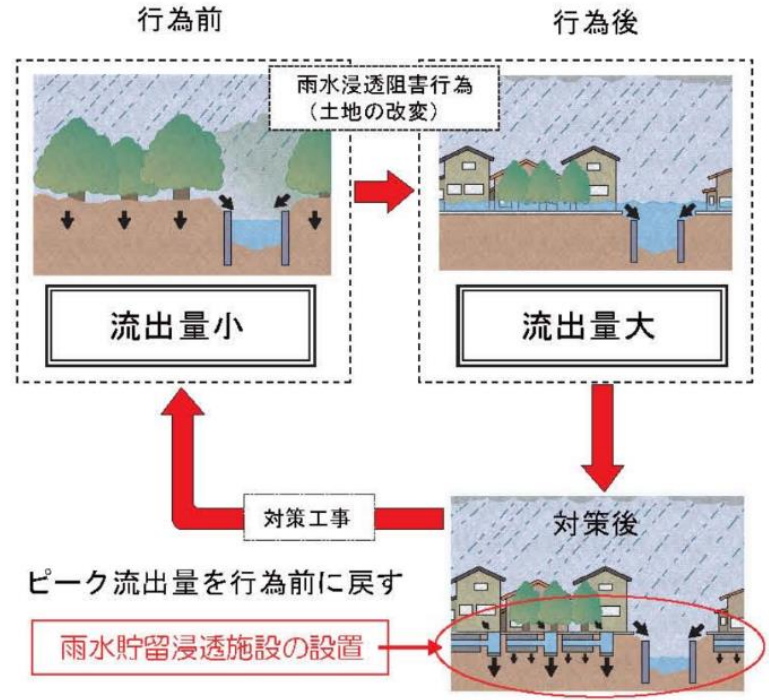 行為前
行為後
雨水浸透阻害行為
（土地の改変）
流出量小
流出量大
対策工事
対策後
ピーク流出量を行為前に戻す
雨水貯留浸透施設の設置